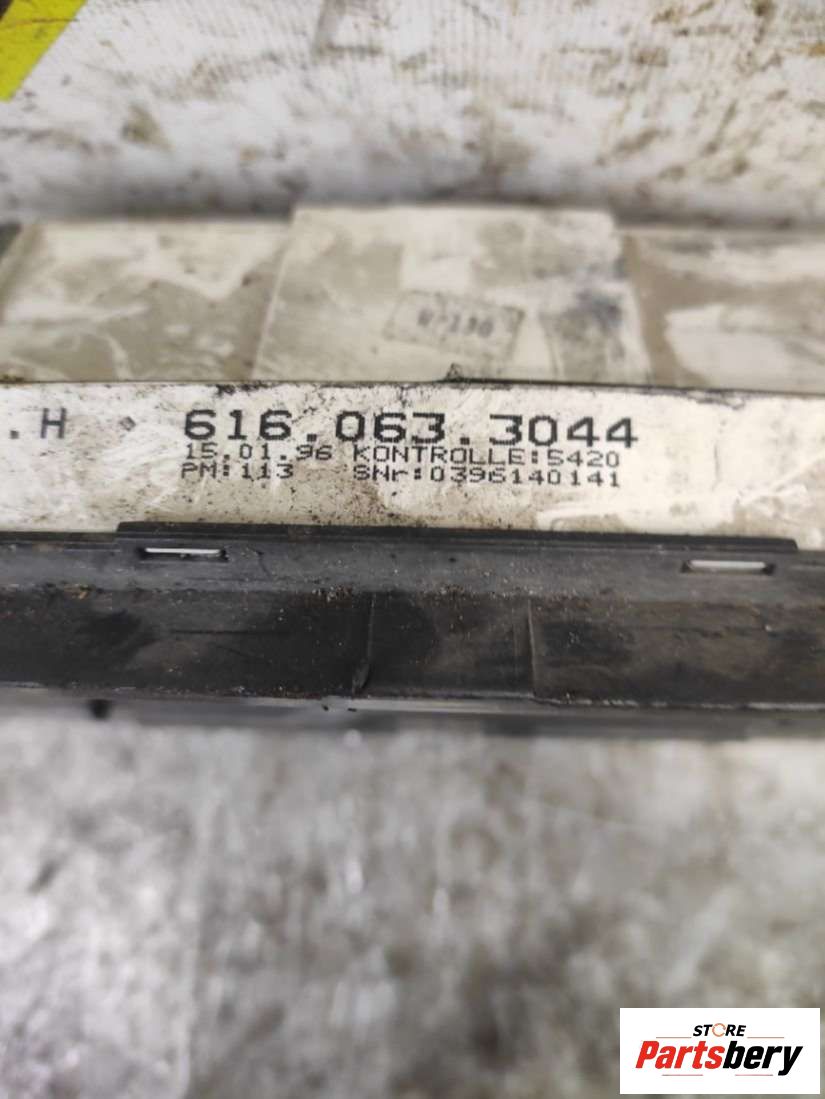 .H 616.063.3044
15.01.96 KONTROLLE:5420
PM:113 SNr:0396140141
STORE
Partsbery